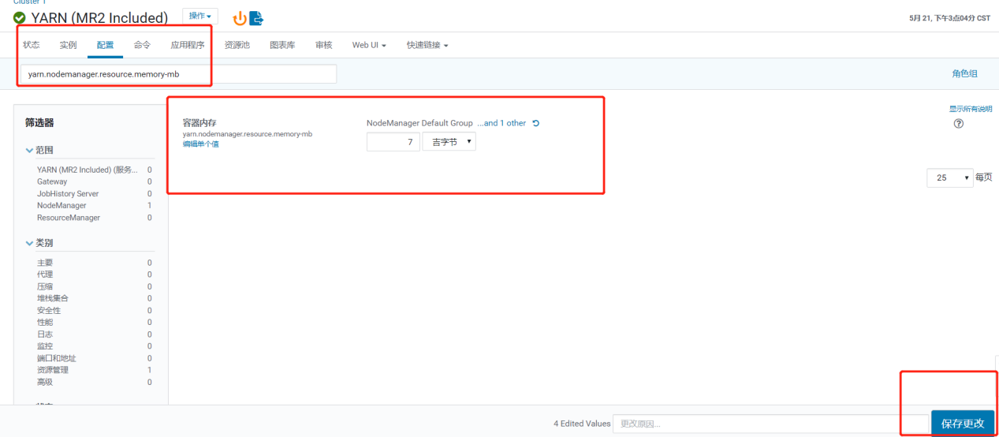 Cluster 1
YARN (MR2 Included) 操作
5月 21, 下午3点04分 CST
状态 实例 配置 命令 应用程序 资源池 图表库 审核 Web UI 快速链接
yarn.nodemanager.resource.memory-mb
角色组
显示所有说明
筛选器
范围
YARN (MR2 Included) (服务... 0
Gateway 0
JobHistory Server 0
NodeManager 1
ResourceManager 0
类别
主要 0
代理 0
压缩 0
堆栈集合 0
安全性 0
性能 0
日志 0
监控 0
端口和地址 0
资源管理 1
高级 0
容器内存
yarn.nodemanager.resource.memory-mb
编辑单个值
NodeManager Default Group ...and 1 other
7 吉字节
?
25 每页
4 Edited Values 更改原因... 保存更改